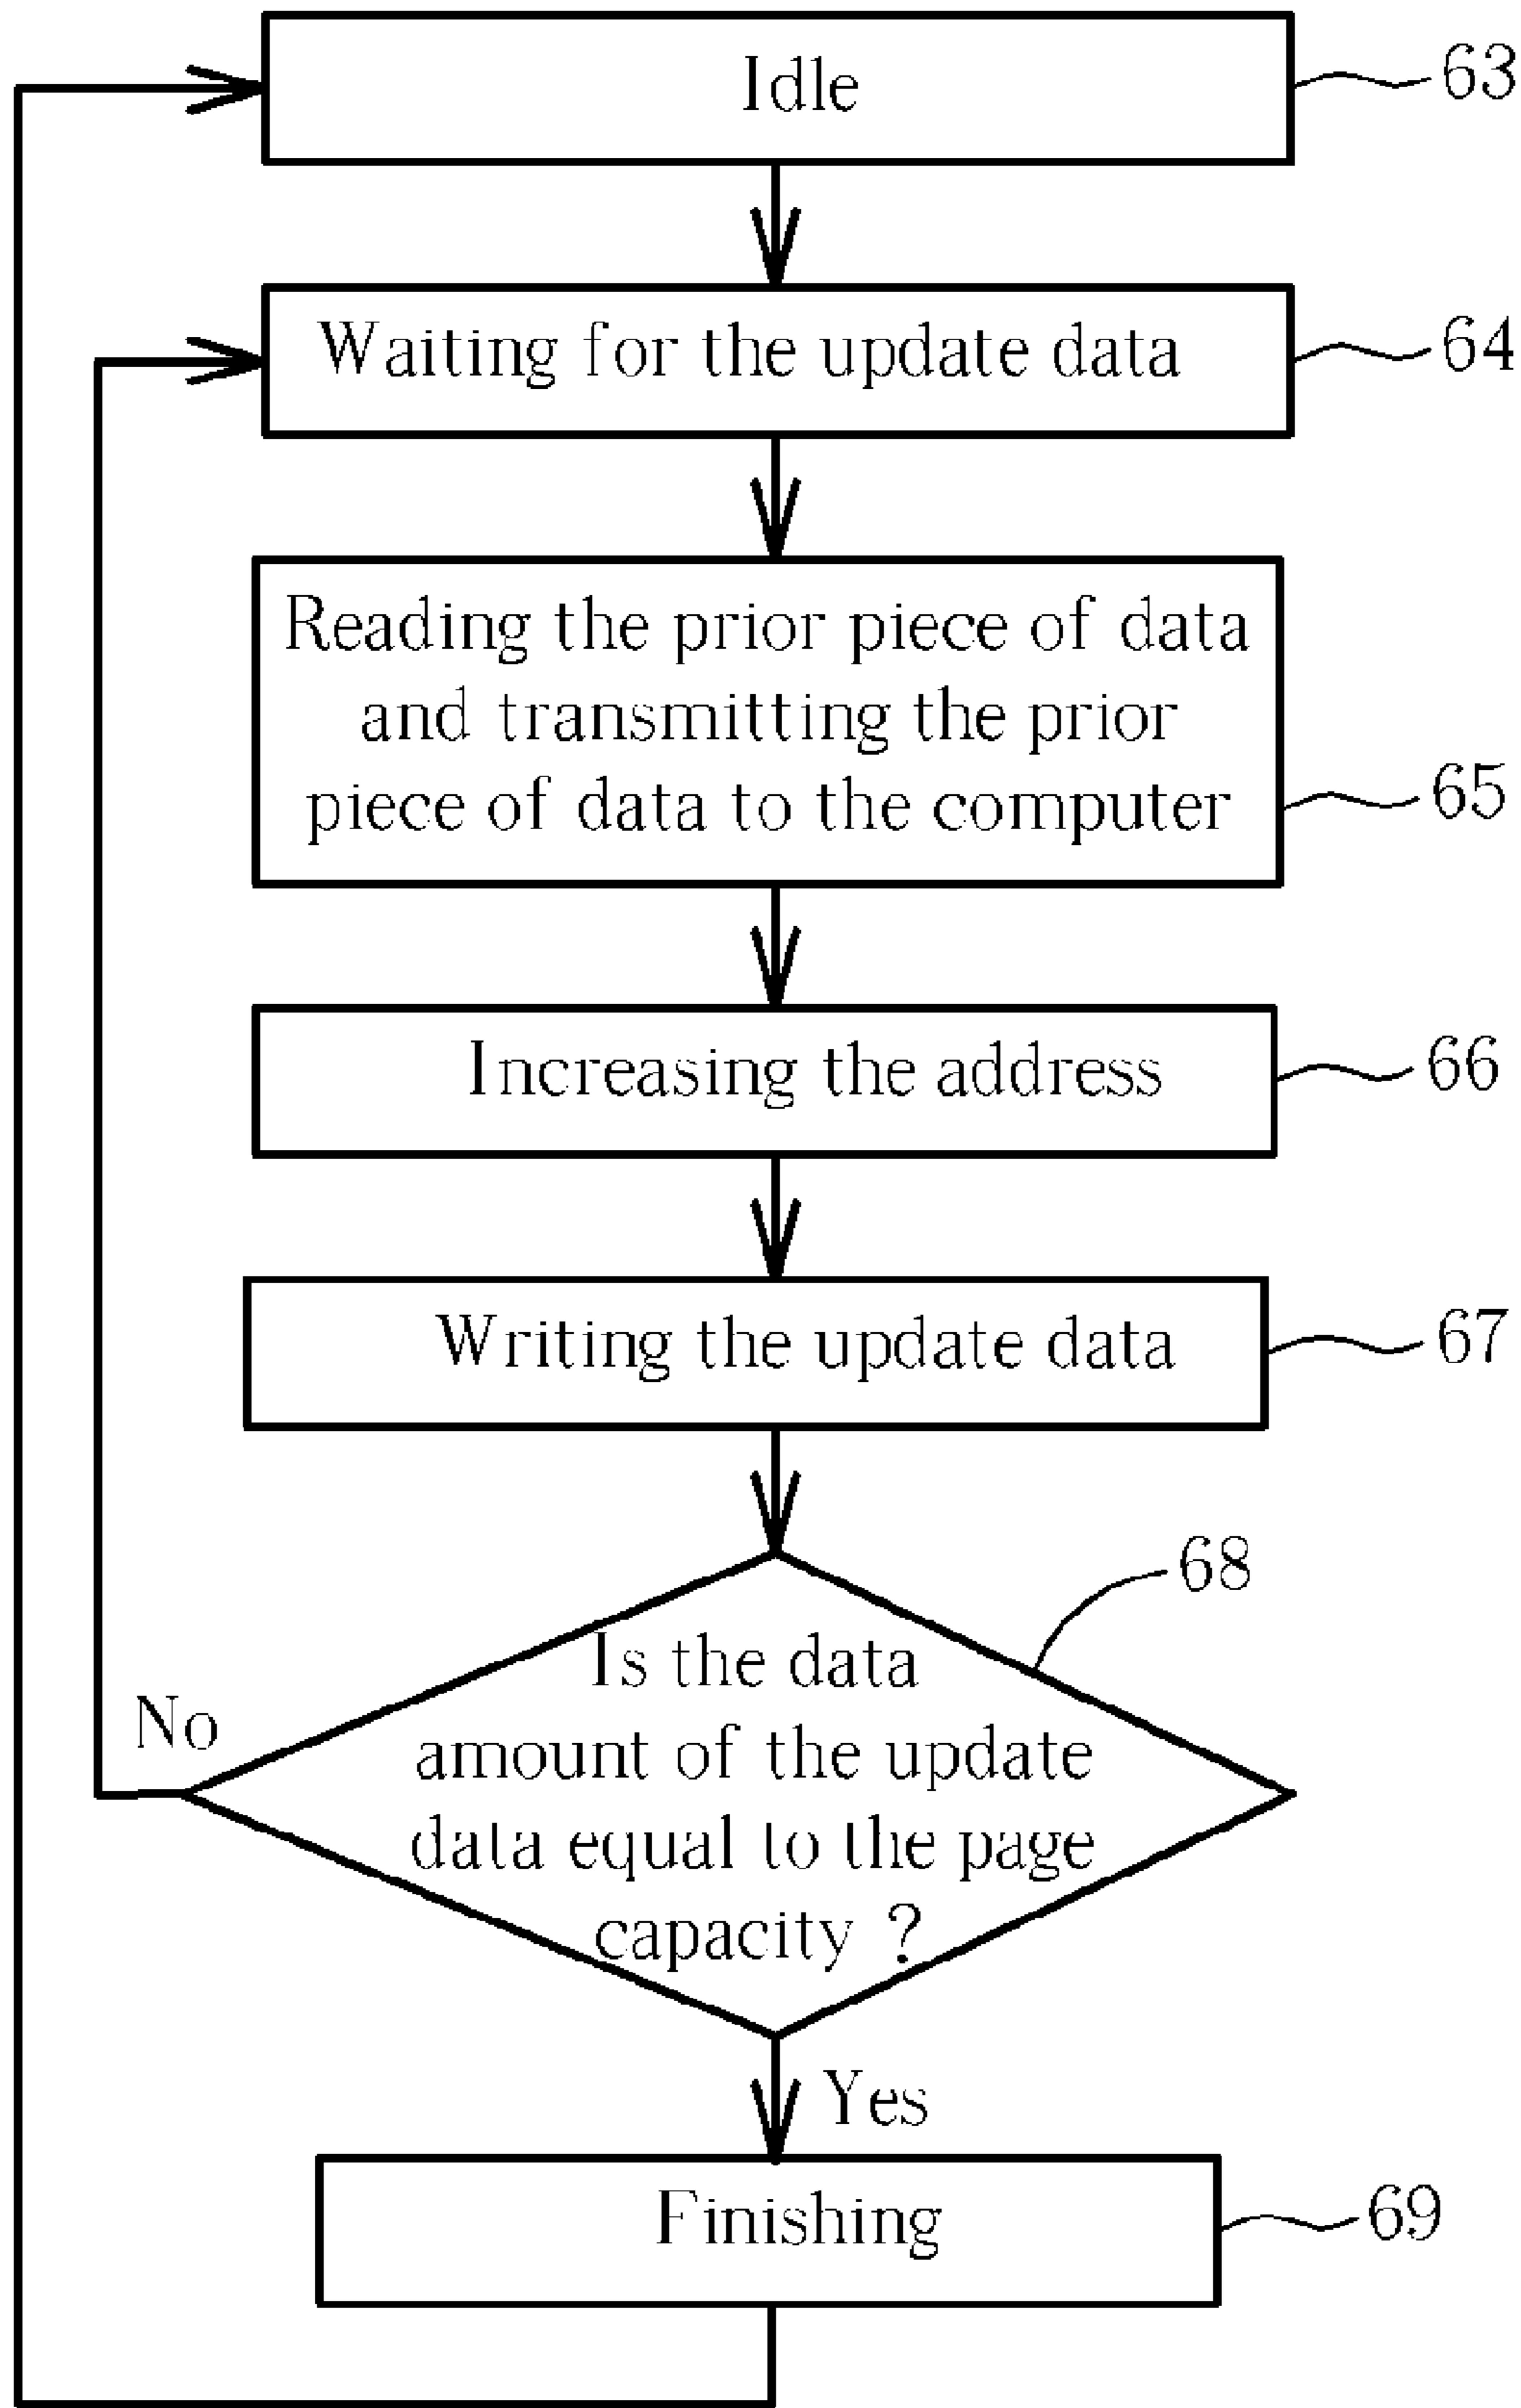 Idle
63
Waiting for the update data
64
Reading the prior piece of data
and transmitting the prior
piece of data to the computer
65
Increasing the address
66
Writing the update data
67
68
Is the data
amount of the update
data equal to the page
capacity ?
No
Yes
Finishing
69